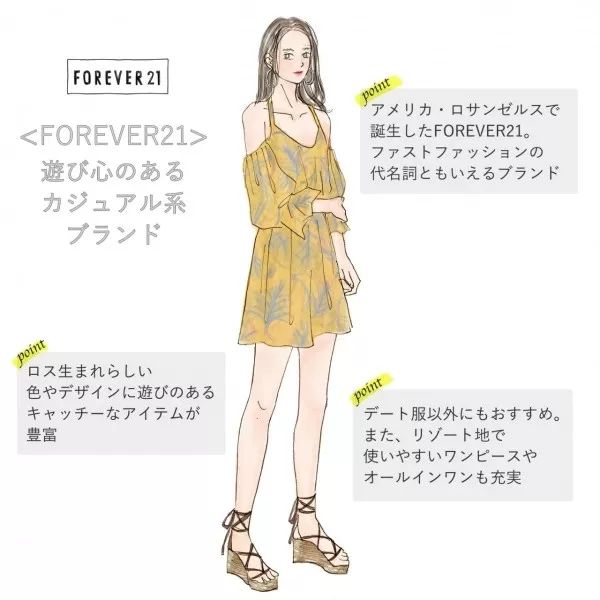 FOREVER21
<FOREVER21>
遊び心のある
カジュアル系
ブランド
point
アメリカ・ロサンゼルスで
誕生したFOREVER21。
ファストファッションの
代名詞ともいえるブランド
point
ロス生まれらしい
色やデザインに遊びのある
キャッチーなアイテムが
豊富
point
デート服以外にもおすすめ。
また、リゾート地で
使いやすいワンピースや
オールインワンも充実